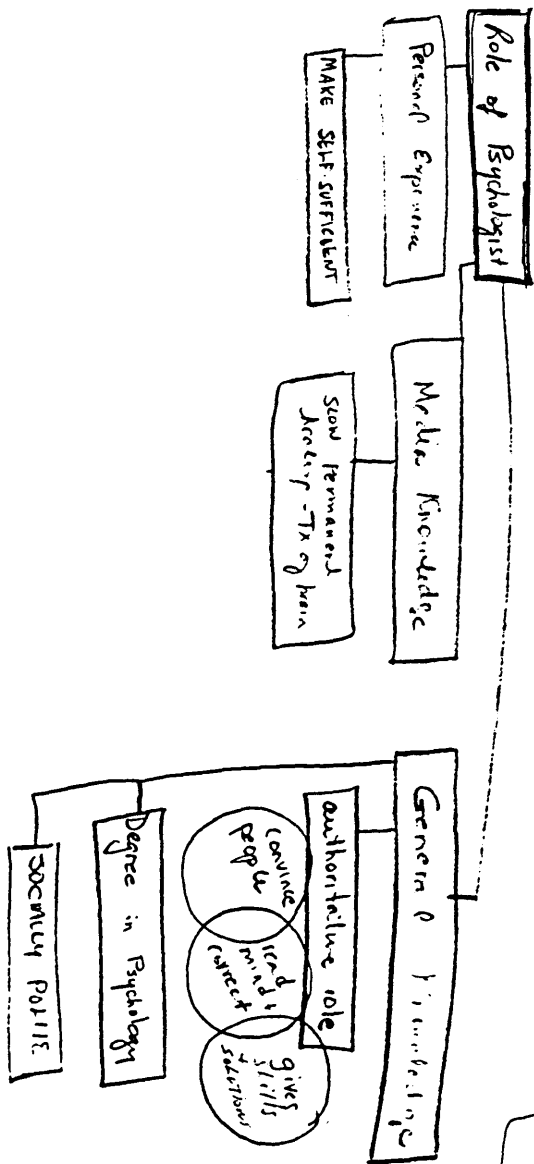 Role of Psychologist
Personal Experience
MAKE SELF-SUFFICIENT
Media Knowledge
SLOW PERMANENT
healing - Tx of brain
General Knowledge
authoritative role
convince
people
read
minds
correct
gives
skills
+
SOLUTIONS
Degree in Psychology
SOCIALLY POLITE